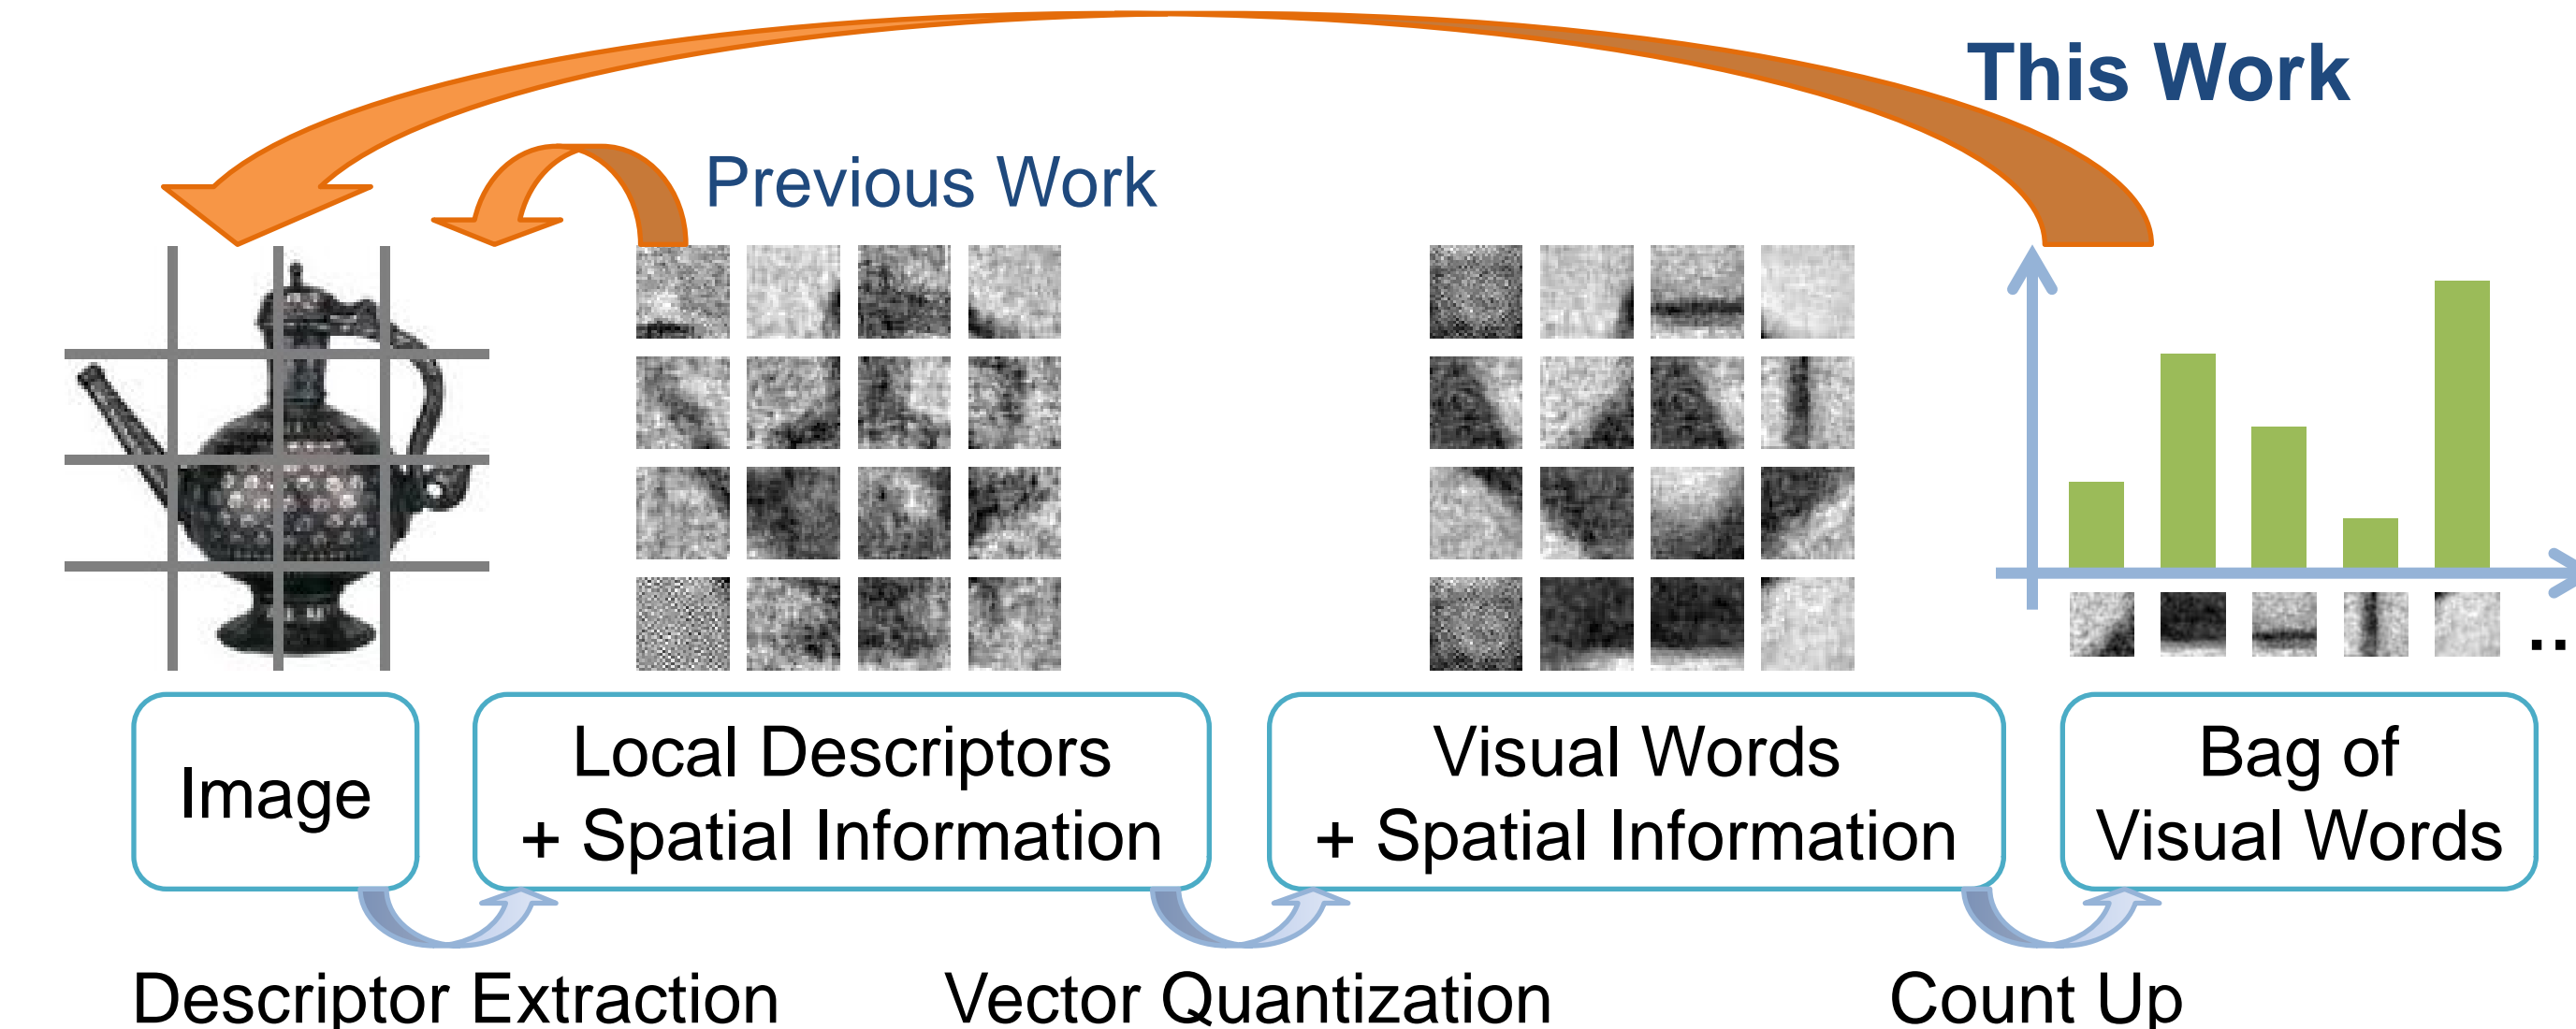 This Work
Previous Work
Image
Local Descriptors
+ Spatial Information
Visual Words
+ Spatial Information
Bag of
Visual Words
Descriptor Extraction
Vector Quantization
Count Up
..